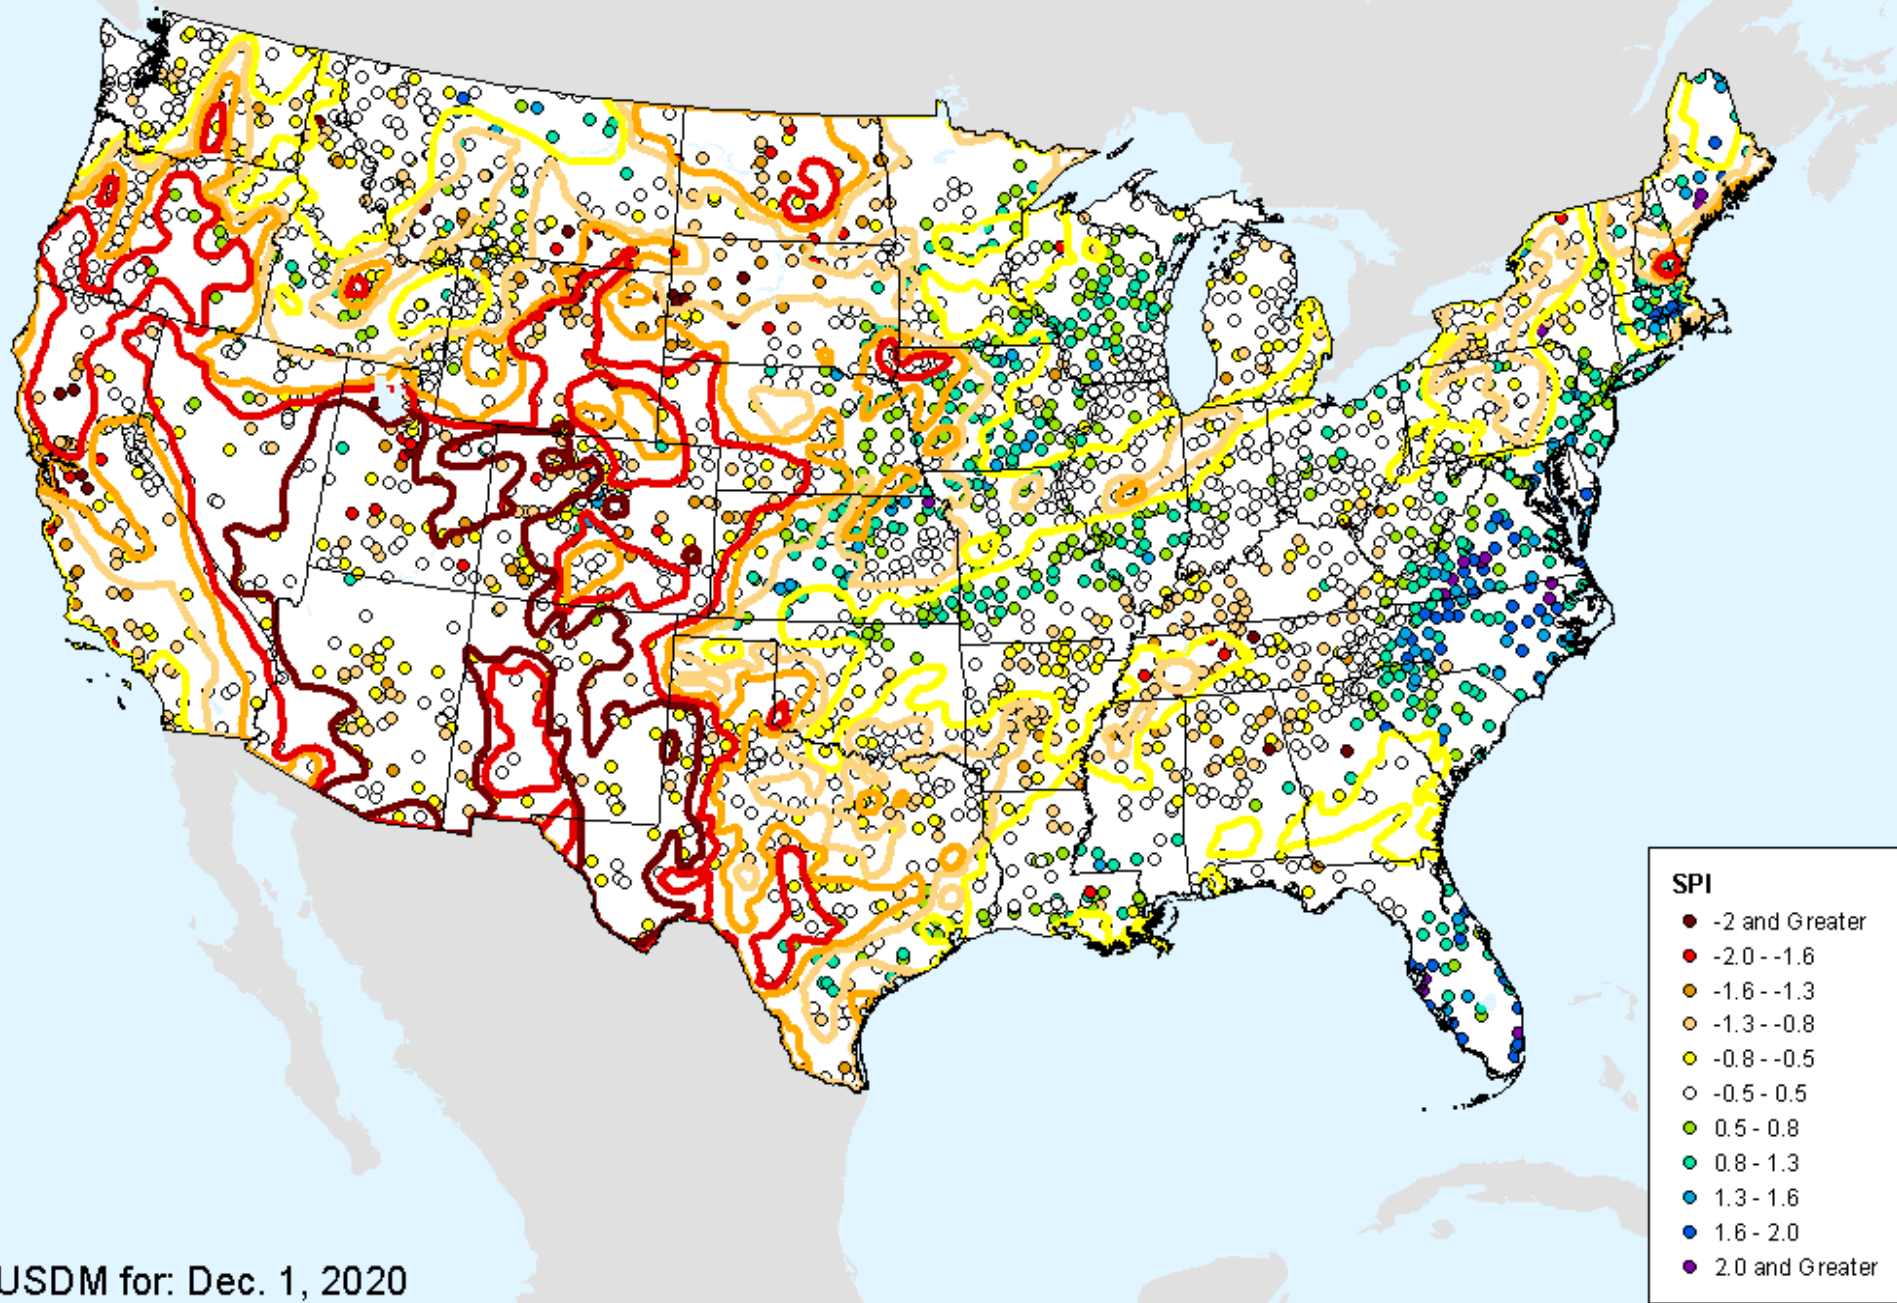 SPI
-2 and Greater
-2.0 - -1.6
-1.6 - -1.3
-1.3 - -0.8
-0.8 - -0.5
-0.5 - 0.5
0.5 - 0.8
0.8 - 1.3
1.3 - 1.6
1.6 - 2.0
2.0 and Greater
USDM for: Dec. 1, 2020